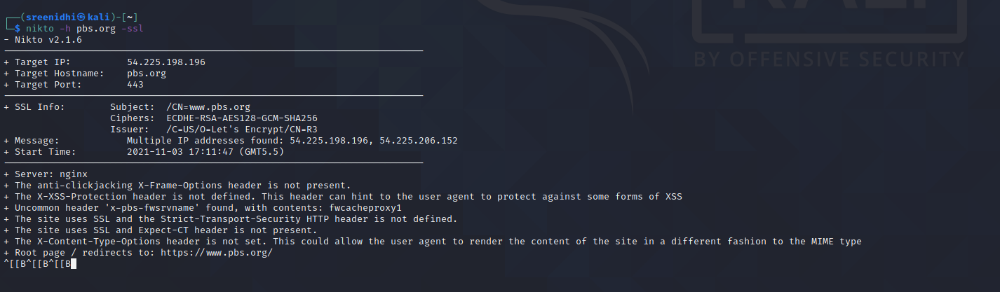 ┌──(sreenidhi㉿kali)-[~]
└─$ nikto -h pbs.org -ssl
- Nikto v2.1.6
---------------------------------------------------------------------------
+ Target IP:          54.225.198.196
+ Target Hostname:    pbs.org
+ Target Port:        443
---------------------------------------------------------------------------
+ SSL Info:        Subject:  /CN=www.pbs.org
                   Ciphers:  ECDHE-RSA-AES128-GCM-SHA256
                   Issuer:   /C=US/O=Let's Encrypt/CN=R3
+ Message:            Multiple IP addresses found: 54.225.198.196, 54.225.206.152
+ Start Time:         2021-11-03 17:11:47 (GMT5.5)
---------------------------------------------------------------------------
+ Server: nginx
+ The anti-clickjacking X-Frame-Options header is not present.
+ The X-XSS-Protection header is not defined. This header can hint to the user agent to protect against some forms of XSS
+ Uncommon header 'x-pbs-fwsrvname' found, with contents: fwcacheproxy1
+ The site uses SSL and the Strict-Transport-Security HTTP header is not defined.
+ The site uses SSL and Expect-CT header is not present.
+ The X-Content-Type-Options header is not set. This could allow the user agent to render the content of the site in a different fashion to the MIME type
+ Root page / redirects to: https://www.pbs.org/
^[[B^[[B^[[B
KALI
BY OFFENSIVE SECURITY